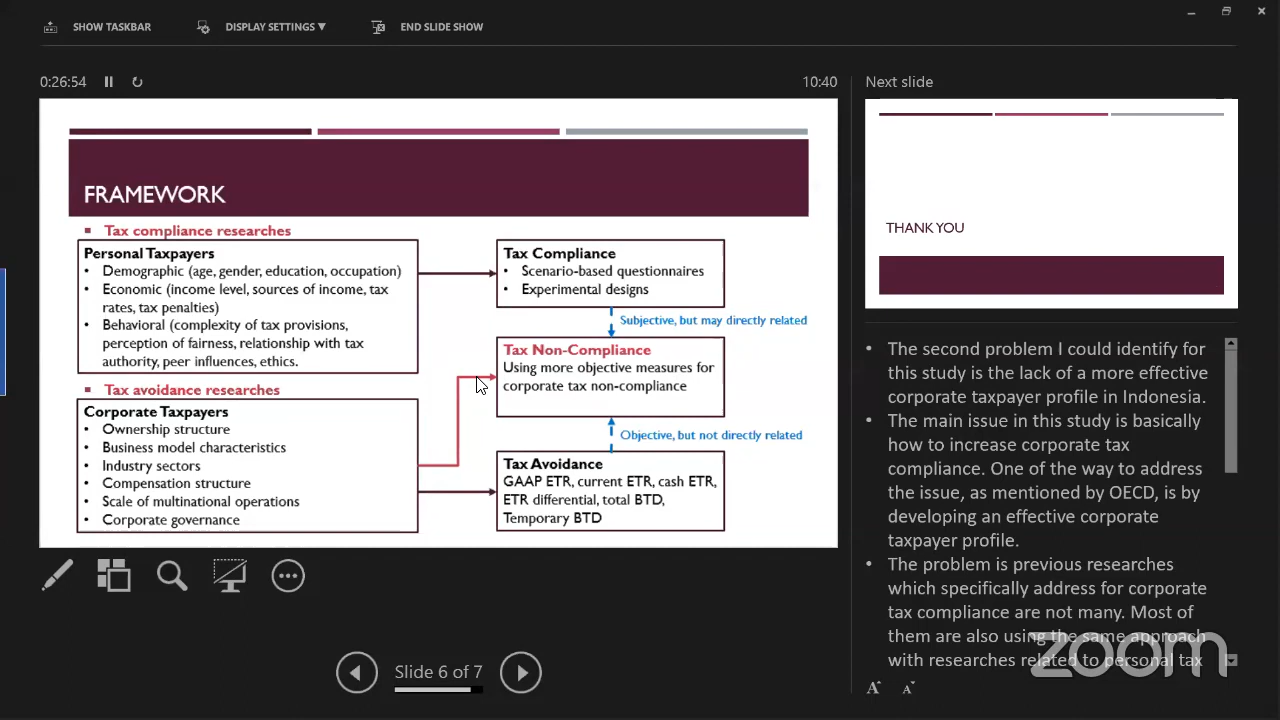 SHOW TASKBAR
DISPLAY SETTINGS ▼
END SLIDE SHOW
0:26:54
10:40
FRAMEWORK
Tax compliance researches
Personal Taxpayers
• Demographic (age, gender, education, occupation)
• Economic (income level, sources of income, tax
rates, tax penalties)
• Behavioral (complexity of tax provisions,
perception of fairness, relationship with tax
authority, peer influences, ethics.
Tax avoidance researches
Corporate Taxpayers
• Ownership structure
• Business model characteristics
• Industry sectors
• Compensation structure
• Scale of multinational operations
• Corporate governance
Tax Compliance
• Scenario-based questionnaires
• Experimental designs
Subjective, but may directly related
Tax Non-Compliance
Using more objective measures for
corporate tax non-compliance
Objective, but not directly related
Tax Avoidance
GAAP ETR, current ETR, cash ETR,
ETR differential, total BTD,
Temporary BTD
Slide 6 of 7
Next slide
THANK YOU
• The second problem I could identify for
this study is the lack of a more effective
corporate taxpayer profile in Indonesia.
• The main issue in this study is basically
how to increase corporate tax
compliance. One of the way to address
the issue, as mentioned by OECD, is by
developing an effective corporate
taxpayer profile.
• The problem is previous researches
which specifically address for corporate
tax compliance are not many. Most of
them are also using the same approach
with researches related to personal tax
zoom
A A